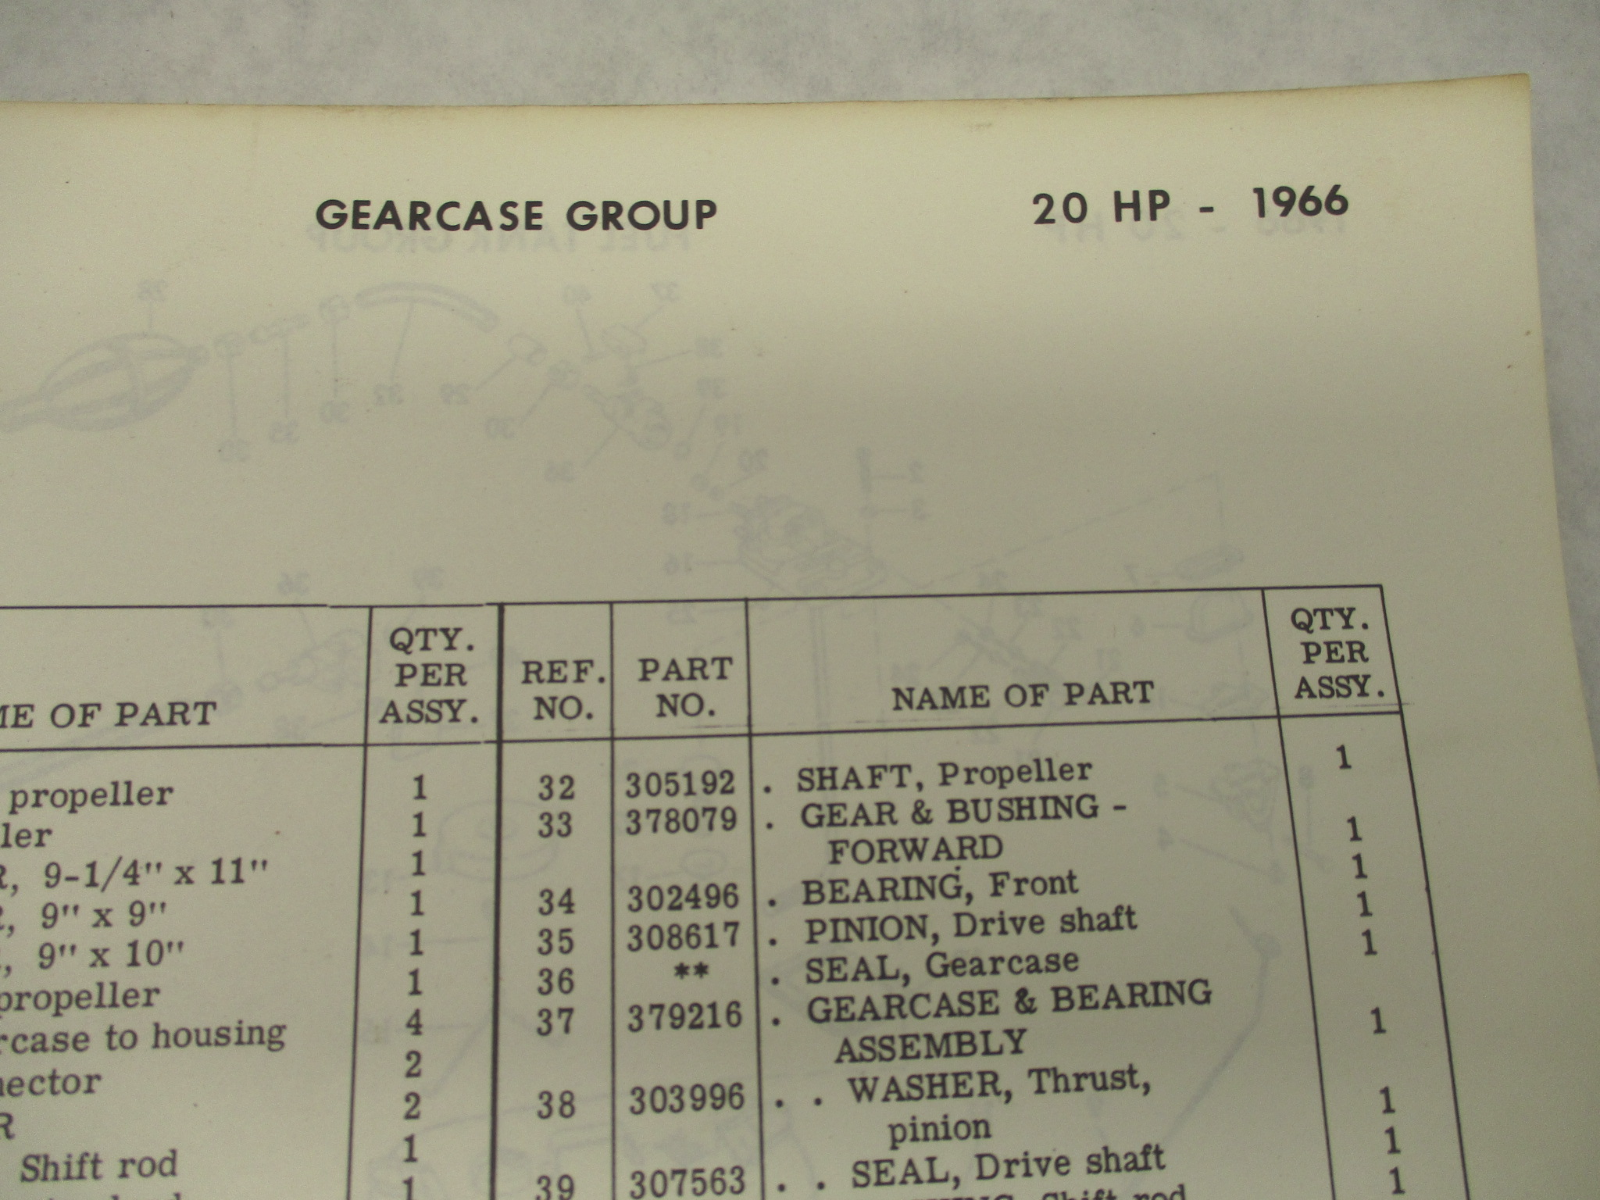 GEARCASE GROUP 20 HP - 1966
QTY. PER ASSY. REF. NO. PART NO. NAME OF PART QTY. PER ASSY.
OF PART
propeller 1
1
9-1/4" x 11" 1
9" x 9" 1
9" x 10" 1
propeller 1
to housing 4
2
2
Shift rod 1
1
32 305192 . SHAFT, Propeller 1
33 378079 . GEAR & BUSHING -
FORWARD 1
34 302496 . BEARING, Front 1
35 308617 . PINION, Drive shaft 1
36 ** . SEAL, Gearcase 1
37 379216 . GEARCASE & BEARING
ASSEMBLY 1
38 303996 . . WASHER, Thrust,
pinion 1
39 307563 . . SEAL, Drive shaft 1
Shift rod 1